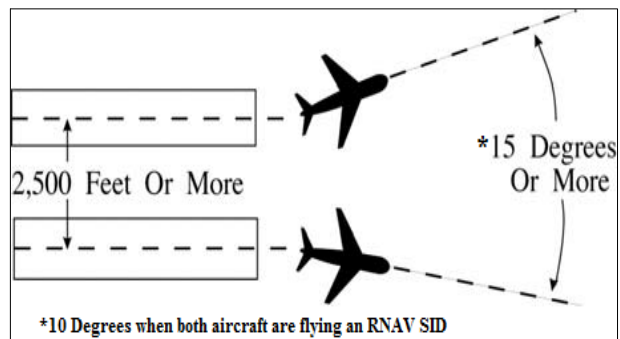 2,500 Feet Or More
*15 Degrees
Or More
*10 Degrees when both aircraft are flying an RNAV SID